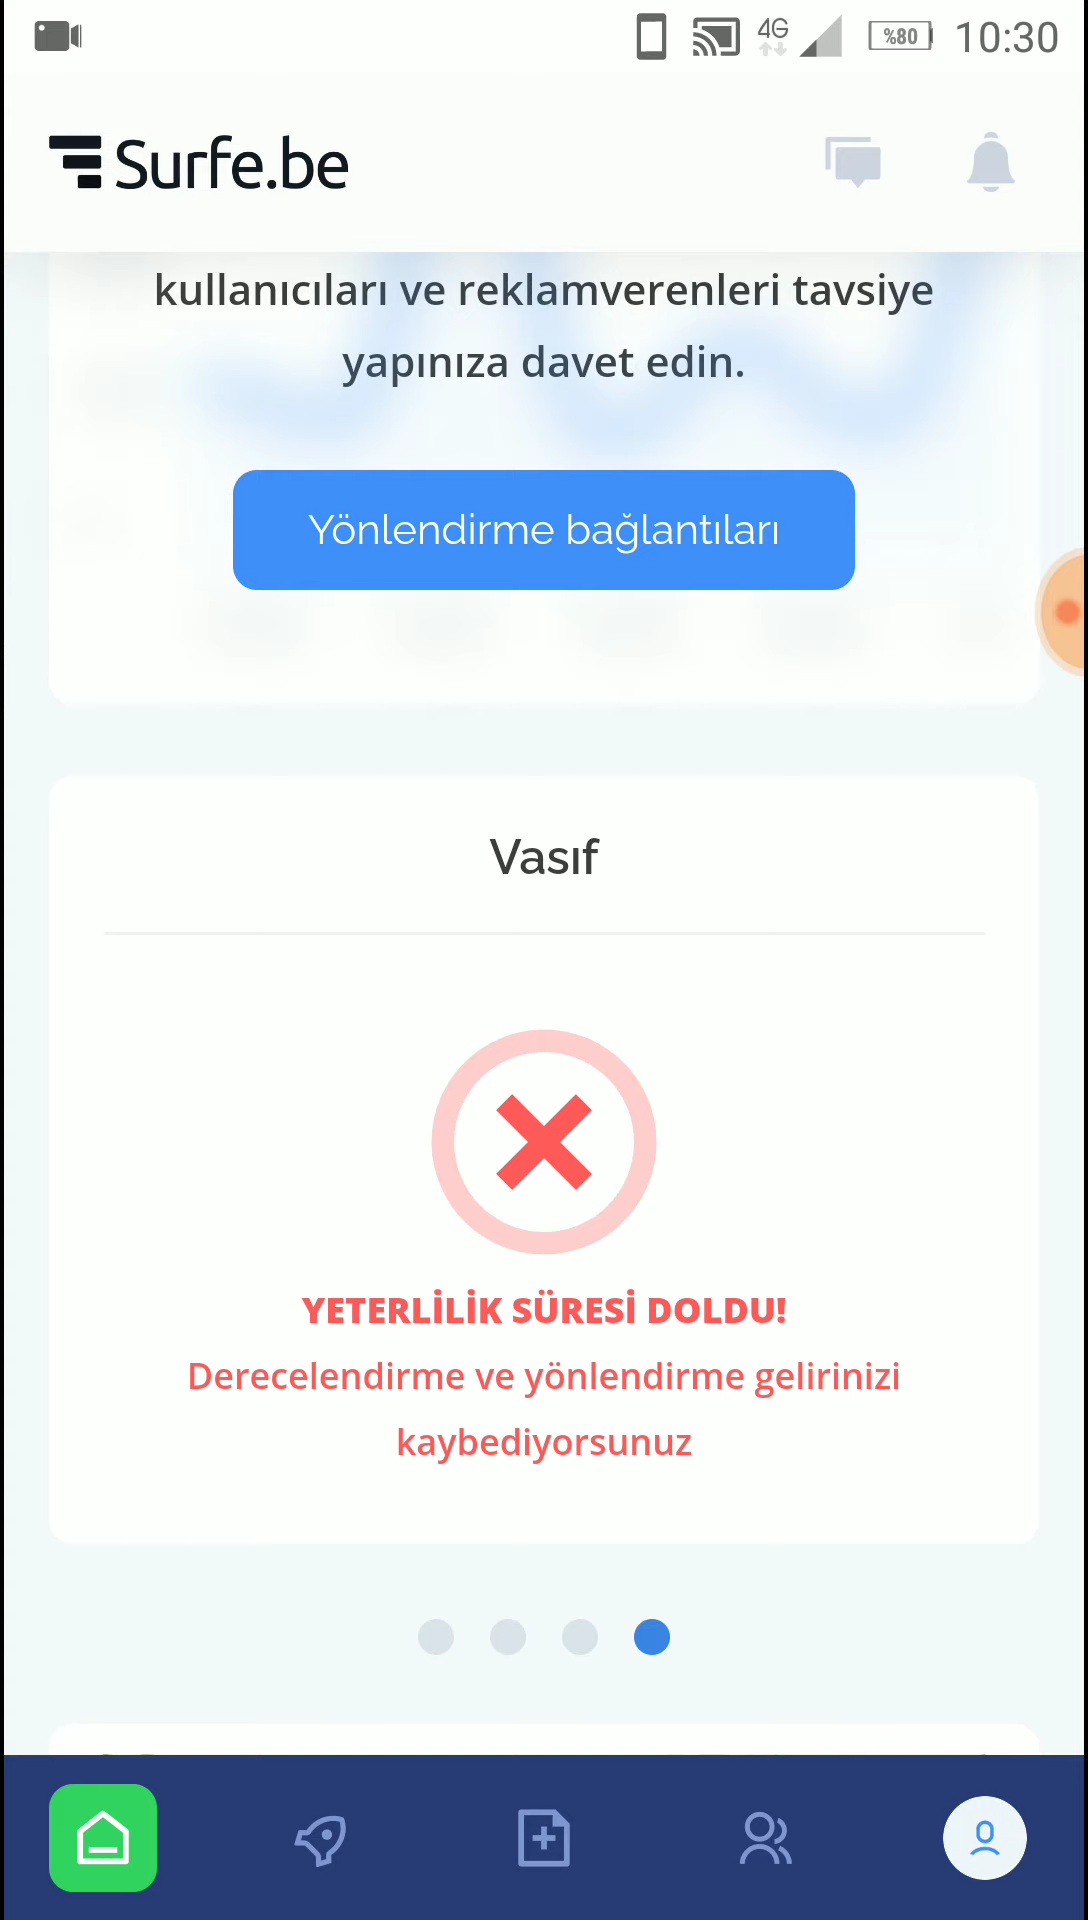 4G
%80
10:30
Surfe.be
kullanıcıları ve reklamverenleri tavsiye
yapınıza davet edin.
Yönlendirme bağlantıları
Vasıf
YETERLİLİK SÜRESİ DOLDU!
Derecelendirme ve yönlendirme gelirinizi
kaybediyorsunuz